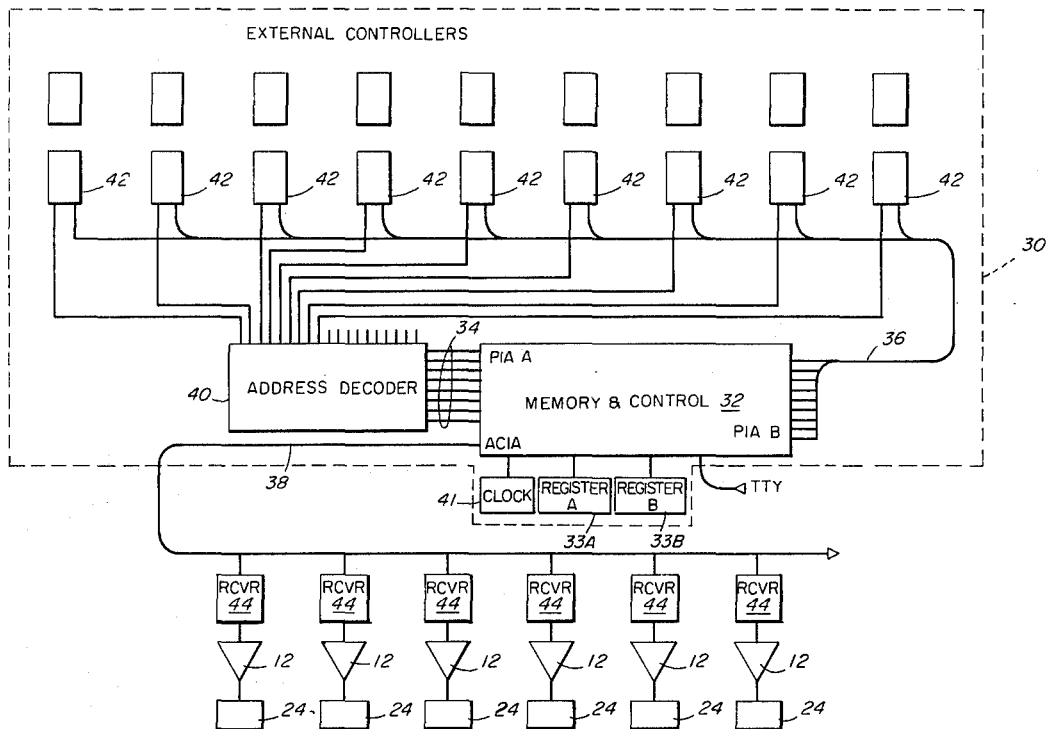 EXTERNAL CONTROLLERS
42 42 42 42 42 42 42 42 42
30
34
36
PIA A
40
ADDRESS DECODER
MEMORY & CONTROL 32
PIA B
ACIA
38
41
CLOCK
REGISTER A
REGISTER B
TTY
33A
33B
RCVR 44 RCVR 44 RCVR 44 RCVR 44 RCVR 44 RCVR 44
12 12 12 12 12 12
24 24 24 24 24 24